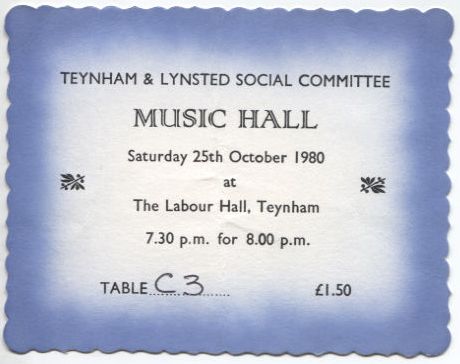 TEYNHAM & LYNSTED SOCIAL COMMITTEE
MUSIC HALL
Saturday 25th October 1980
at
The Labour Hall, Teynham
7.30 p.m. for 8.00 p.m.
TABLE C3 £1.50